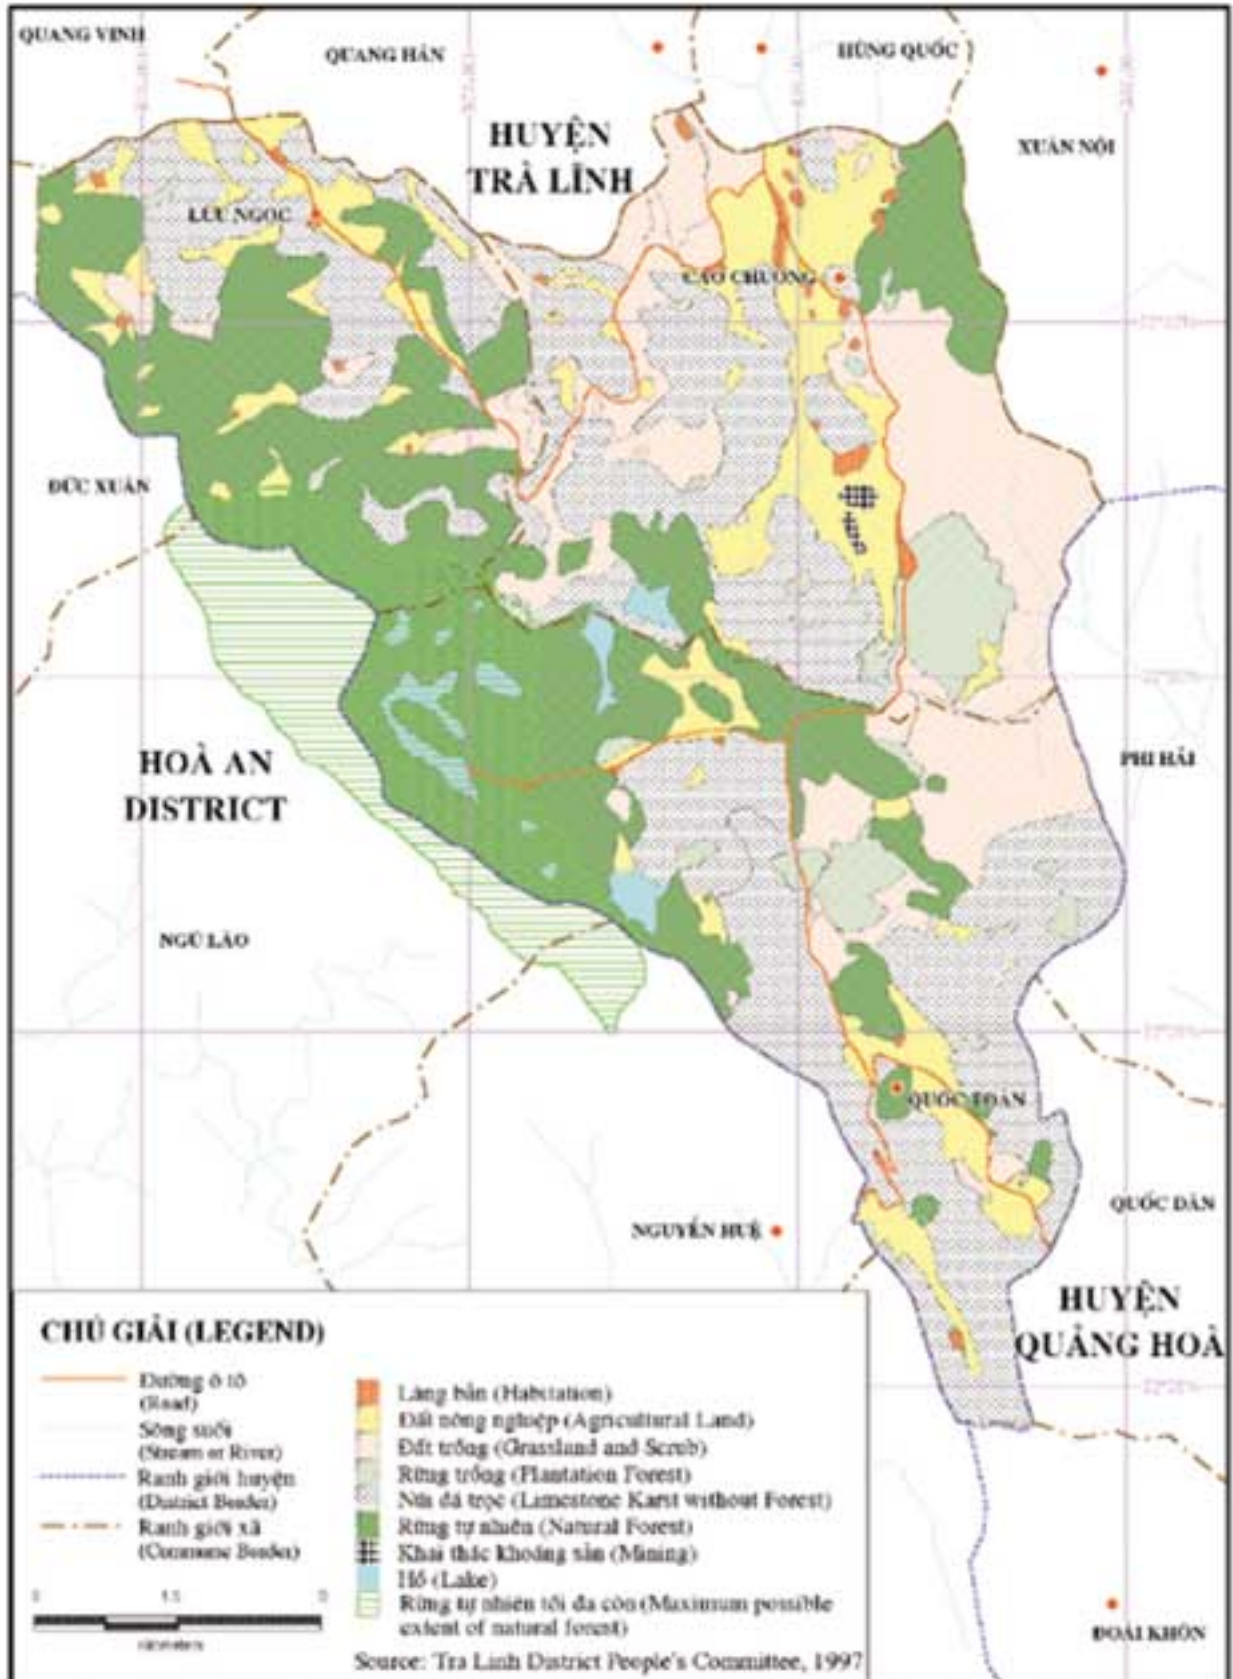 QUANG VINH
QUANG HÁN
HÙNG QUỐC
XUÂN NỘI
HUYỆN
TRÀ LĨNH
LƯU NGỌC
CAO CHƯƠNG
ĐỨC XUÂN
HOÀ AN
DISTRICT
PHI HẢI
NGŨ LÃO
QUỐC TOẢN
NGUYỄN HUỆ
QUỐC DÂN
HUYỆN
QUẢNG HOÀ
ĐOÀI KHÔN
CHÚ GIẢI (LEGEND)
Đường ô tô
(Road)
Sông suối
(Stream or River)
Ranh giới huyện
(District Border)
Ranh giới xã
(Commune Border)
1.5
kilometers
Làng bản (Habitation)
Đất nông nghiệp (Agricultural Land)
Đất trống (Grassland and Scrub)
Rừng trồng (Plantation Forest)
Núi đá trọc (Limestone Karst without Forest)
Rừng tự nhiên (Natural Forest)
Khai thác khoáng sản (Mining)
Hồ (Lake)
Rừng tự nhiên tối đa còn (Maximum possible
extent of natural forest)
Source: Tra Linh District People's Committee, 1997